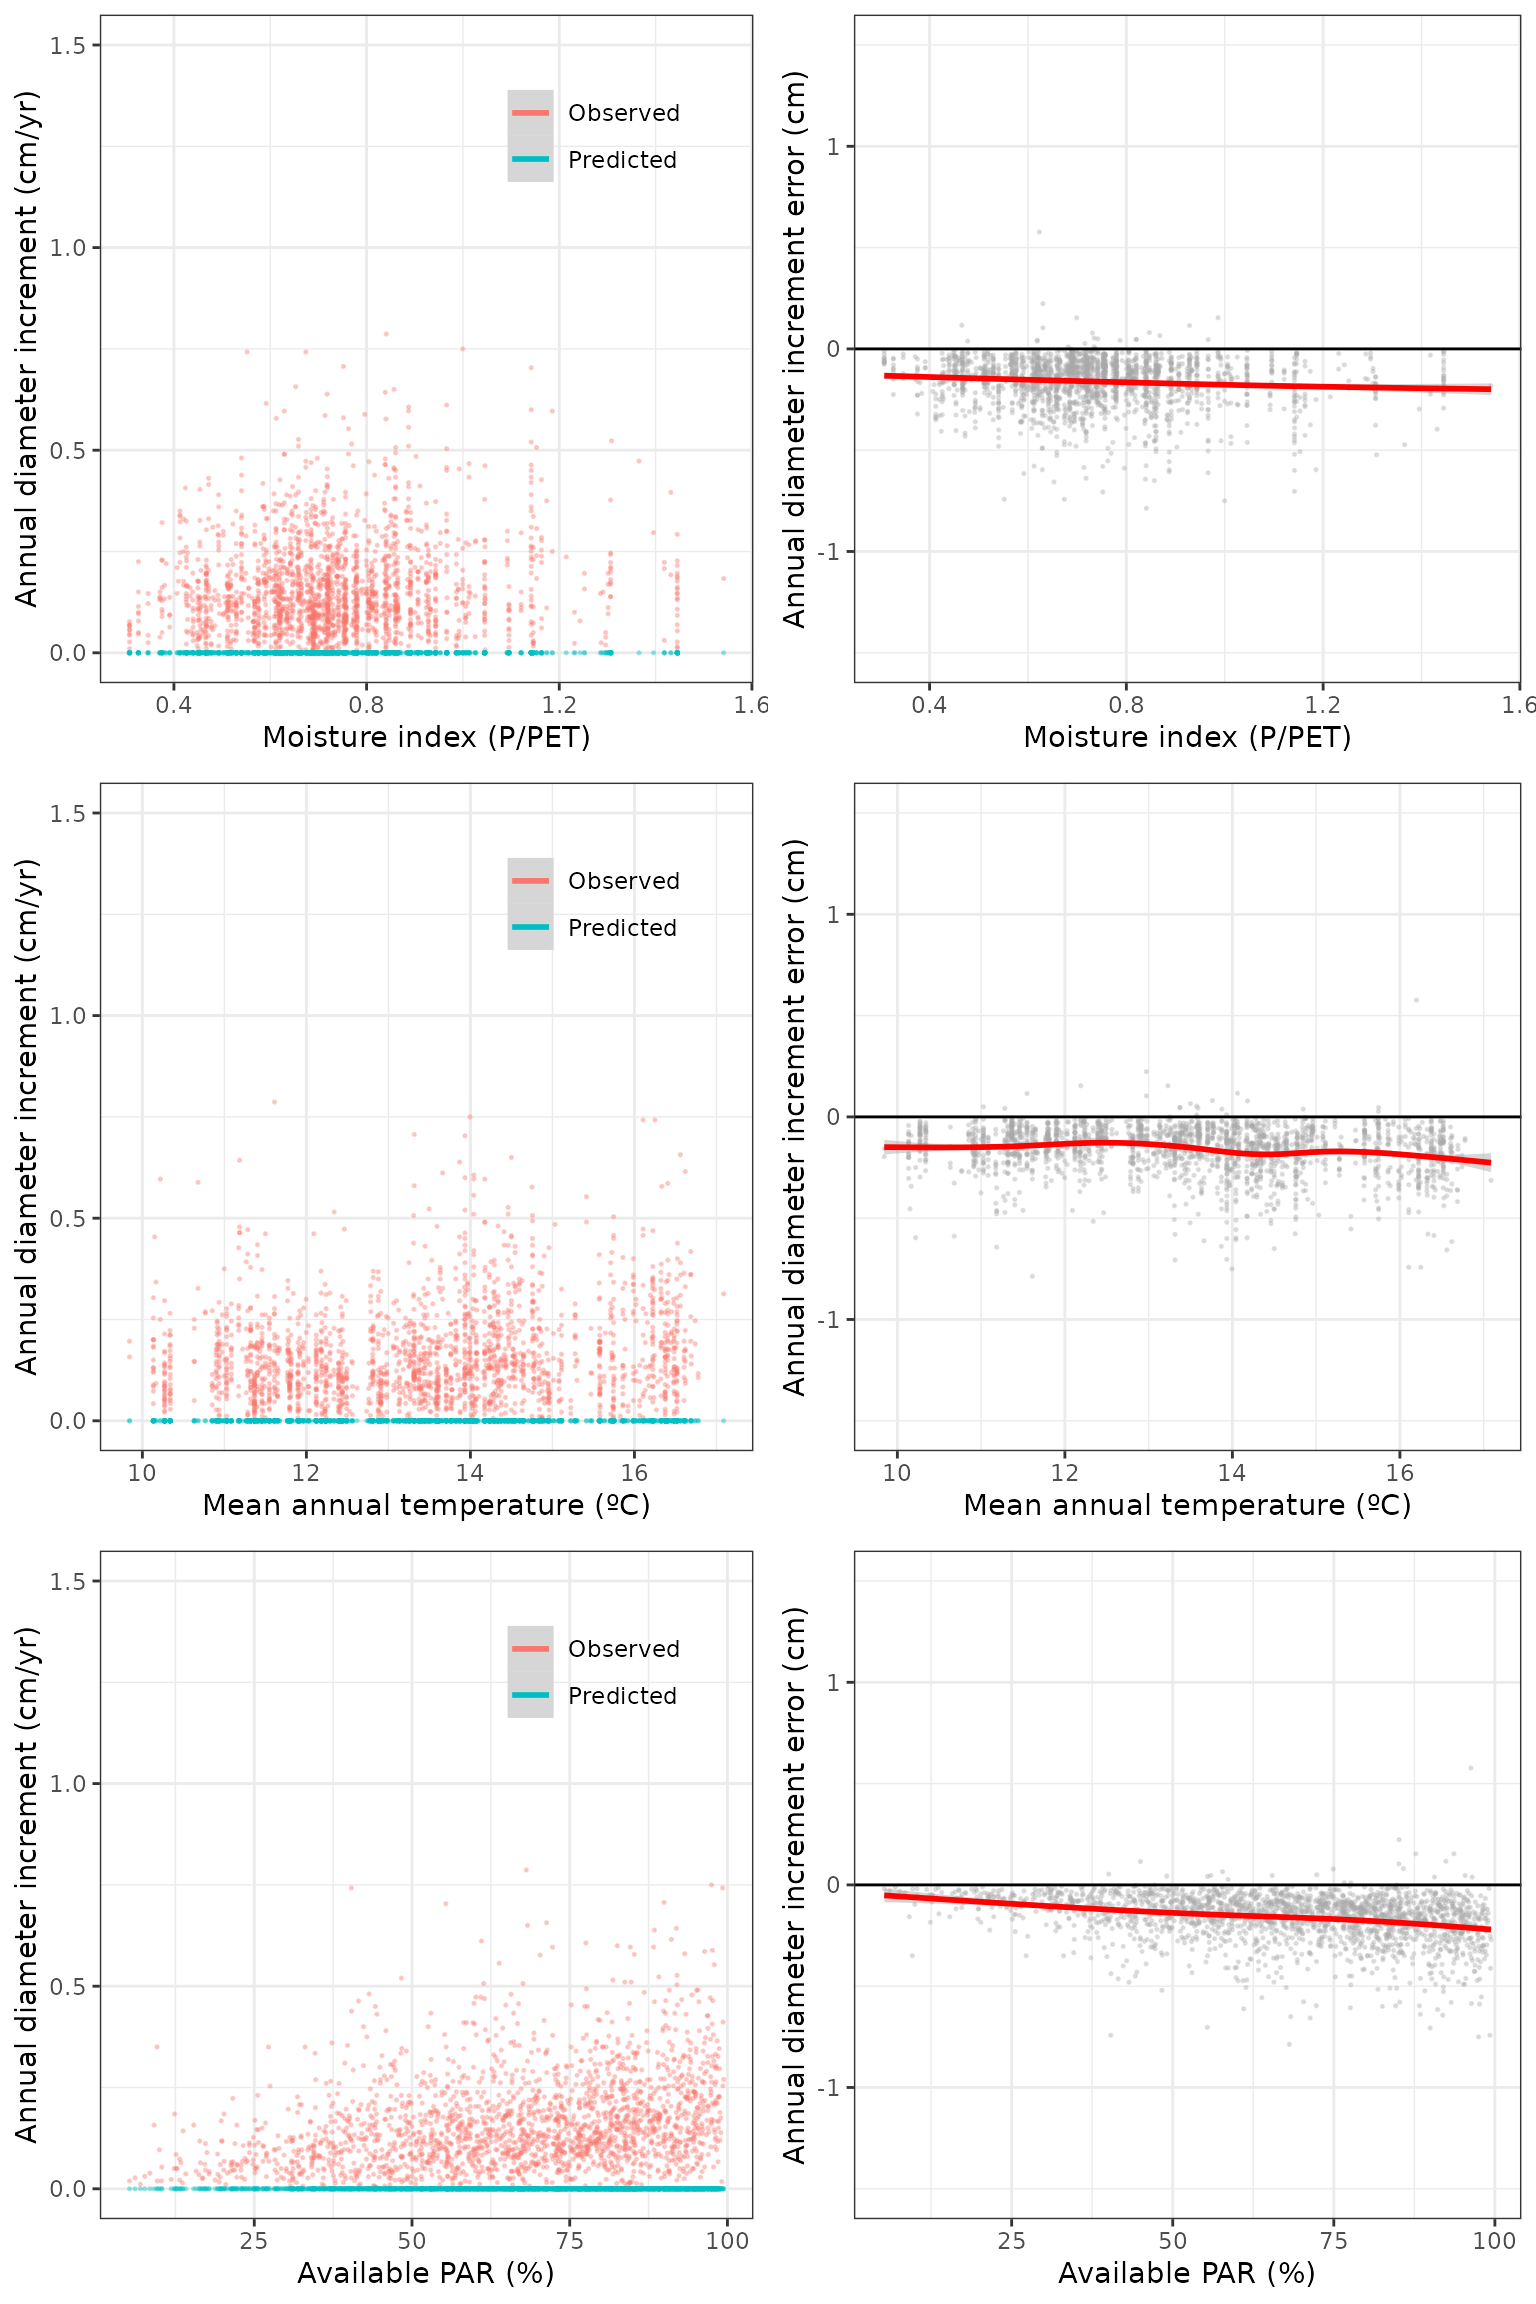 Annual diameter increment (cm/yr)
1.5
1.0
0.5
0.0
Observed
Predicted
0.4 0.8 1.2 1.6
Moisture index (P/PET)
Annual diameter increment error (cm)
1
0
-1
0.4 0.8 1.2 1.6
Moisture index (P/PET)
Annual diameter increment (cm/yr)
1.5
1.0
0.5
0.0
Observed
Predicted
10 12 14 16
Mean annual temperature (ºC)
Annual diameter increment error (cm)
1
0
-1
10 12 14 16
Mean annual temperature (ºC)
Annual diameter increment (cm/yr)
1.5
1.0
0.5
0.0
Observed
Predicted
25 50 75 100
Available PAR (%)
Annual diameter increment error (cm)
1
0
-1
25 50 75 100
Available PAR (%)